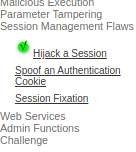 Malicious Execution
Parameter Tampering
Session Management Flaws
Hijack a Session
Spoof an Authentication
Cookie
Session Fixation
Web Services
Admin Functions
Challenge